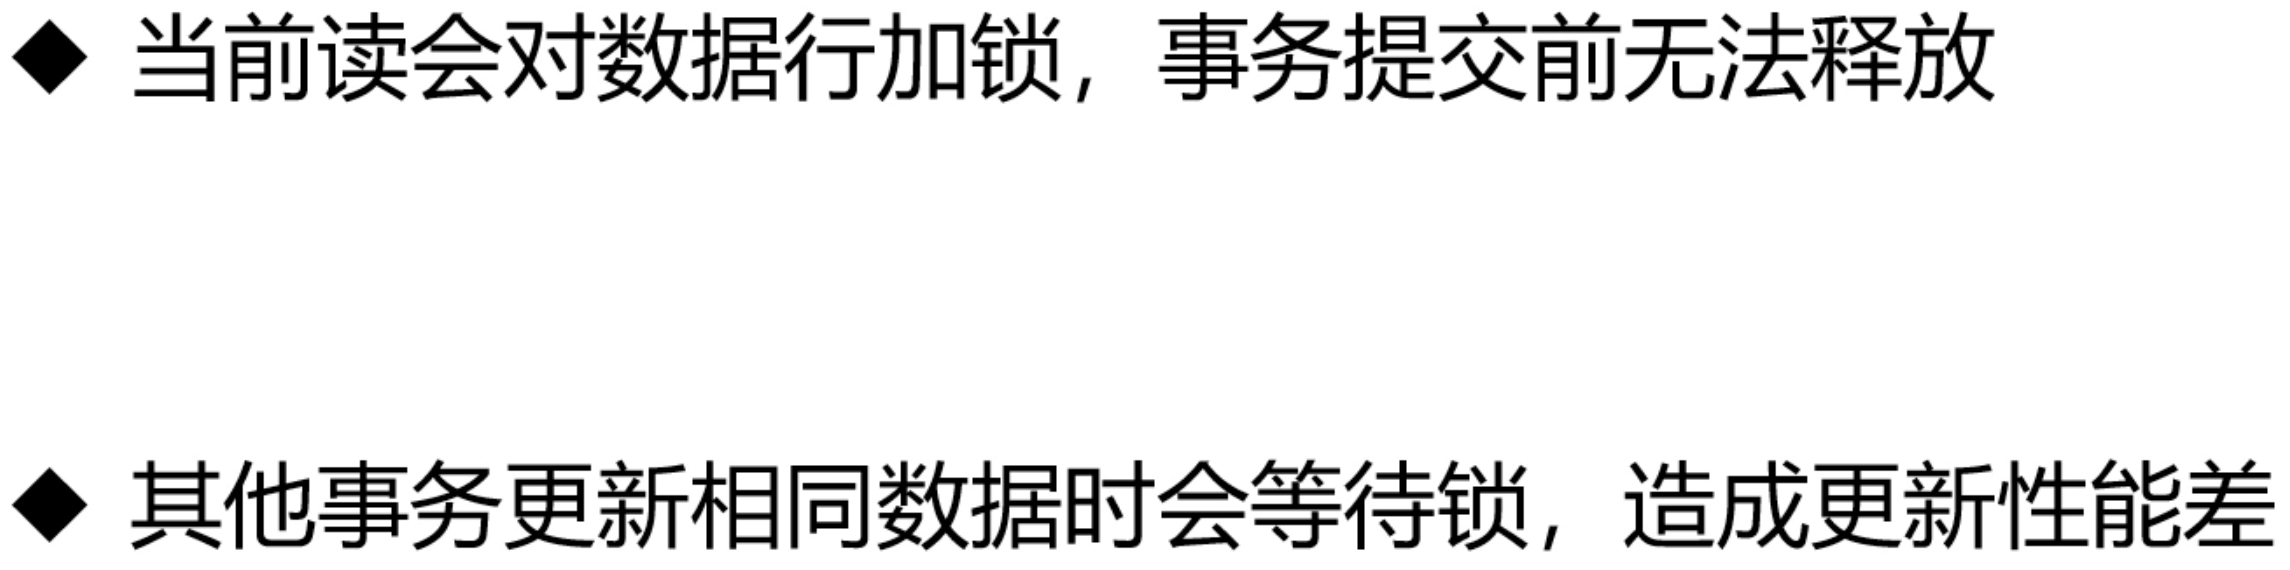 ◆ 当前读会对数据行加锁，事务提交前无法释放
◆ 其他事务更新相同数据时会等待锁，造成更新性能差